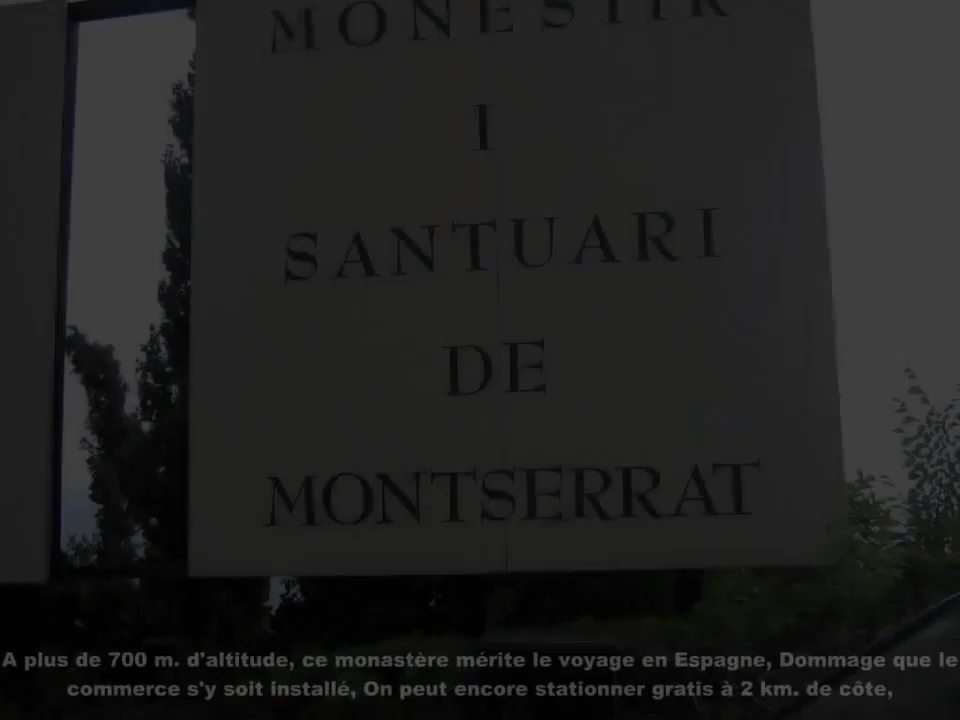 MONESTIR
I
SANTUARI
DE
MONTSERRAT
A plus de 700 m. d'altitude, ce monastère mérite le voyage en Espagne, Dommage que le
commerce s'y soit installé, On peut encore stationner gratis à 2 km. de côte,